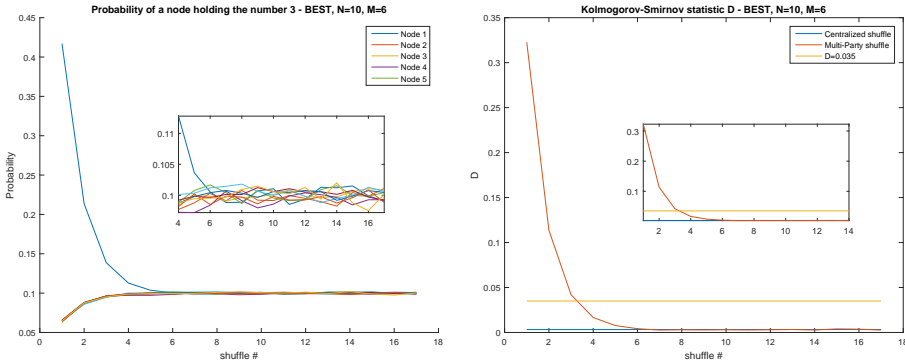 Probability of a node holding the number 3 - BEST, N=10, M=6
0.45
0.4
0.35
0.3
0.25
0.2
0.15
0.1
0.05
Probability
0 2 4 6 8 10 12 14 16 18
shuffle #
Node 1
Node 2
Node 3
Node 4
Node 5
0.11
0.105
0.1
4 6 8 10 12 14 16
Kolmogorov-Smirnov statistic D - BEST, N=10, M=6
0.35
0.3
0.25
0.2
0.15
0.1
0.05
0
D
0 2 4 6 8 10 12 14 16 18
shuffle #
Centralized shuffle
Multi-Party shuffle
D=0.035
0.3
0.2
0.1
2 4 6 8 10 12 14